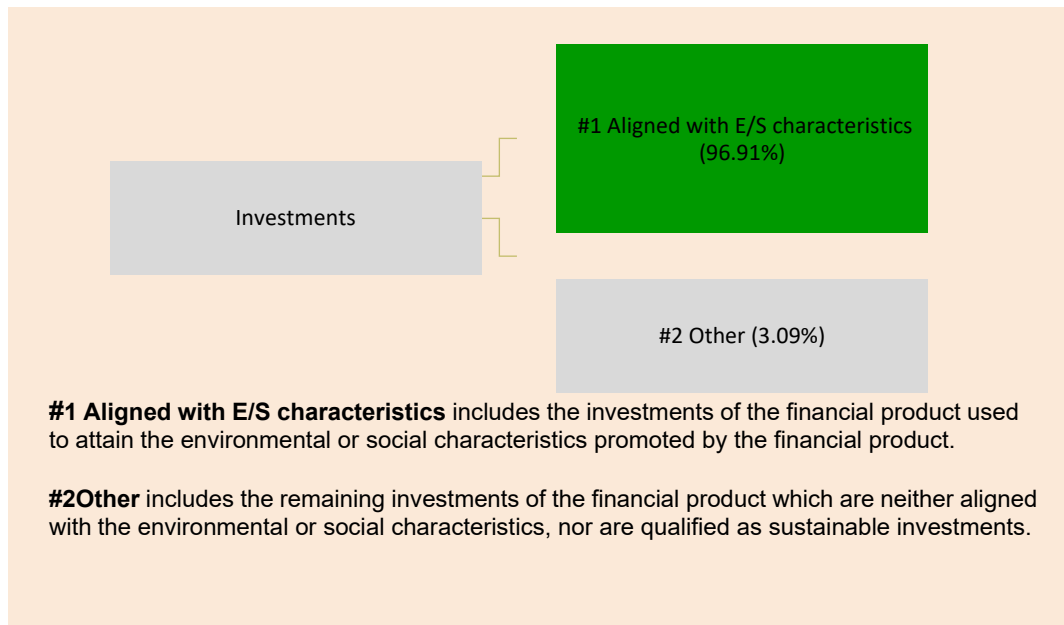 #1 Aligned with E/S characteristics
(96.91%)
Investments
#2 Other (3.09%)
#1 Aligned with E/S characteristics includes the investments of the financial product used
to attain the environmental or social characteristics promoted by the financial product.
#2Other includes the remaining investments of the financial product which are neither aligned
with the environmental or social characteristics, nor are qualified as sustainable investments.